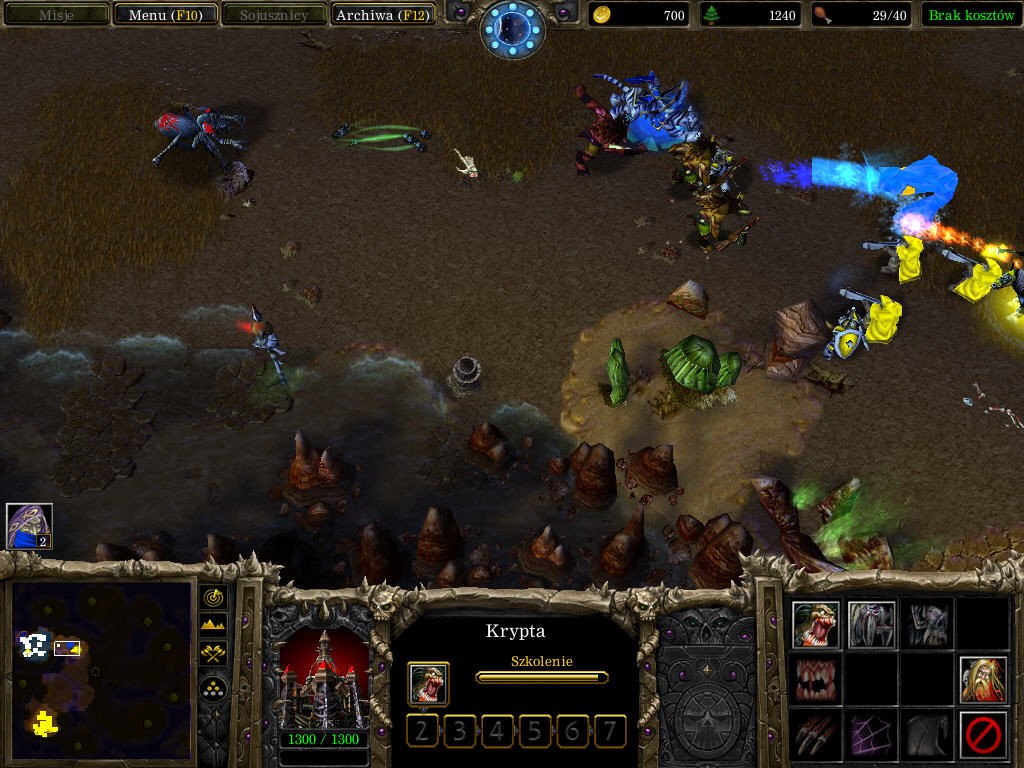 Misje Menu (F10) Sojusznicy Archiwa (F12) 700 1240 29/40 Brak kosztów
2
Krypta
Szkolenie
2 3 4 5 6 7
1300 / 1300